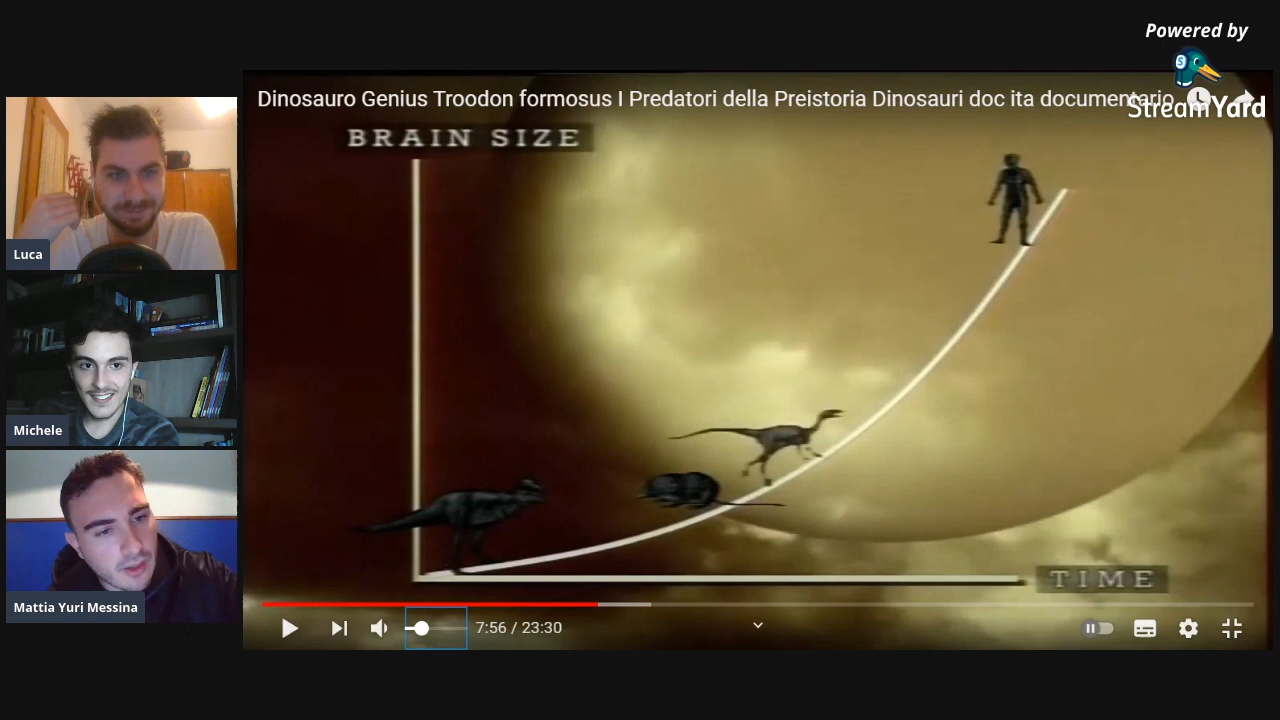 Powered by
StreamYard
Dinosauro Genius Troodon formosus I Predatori della Preistoria Dinosauri doc ita documentario
BRAIN SIZE
Luca
Michele
Mattia Yuri Messina
TIME
7:56 / 23:30